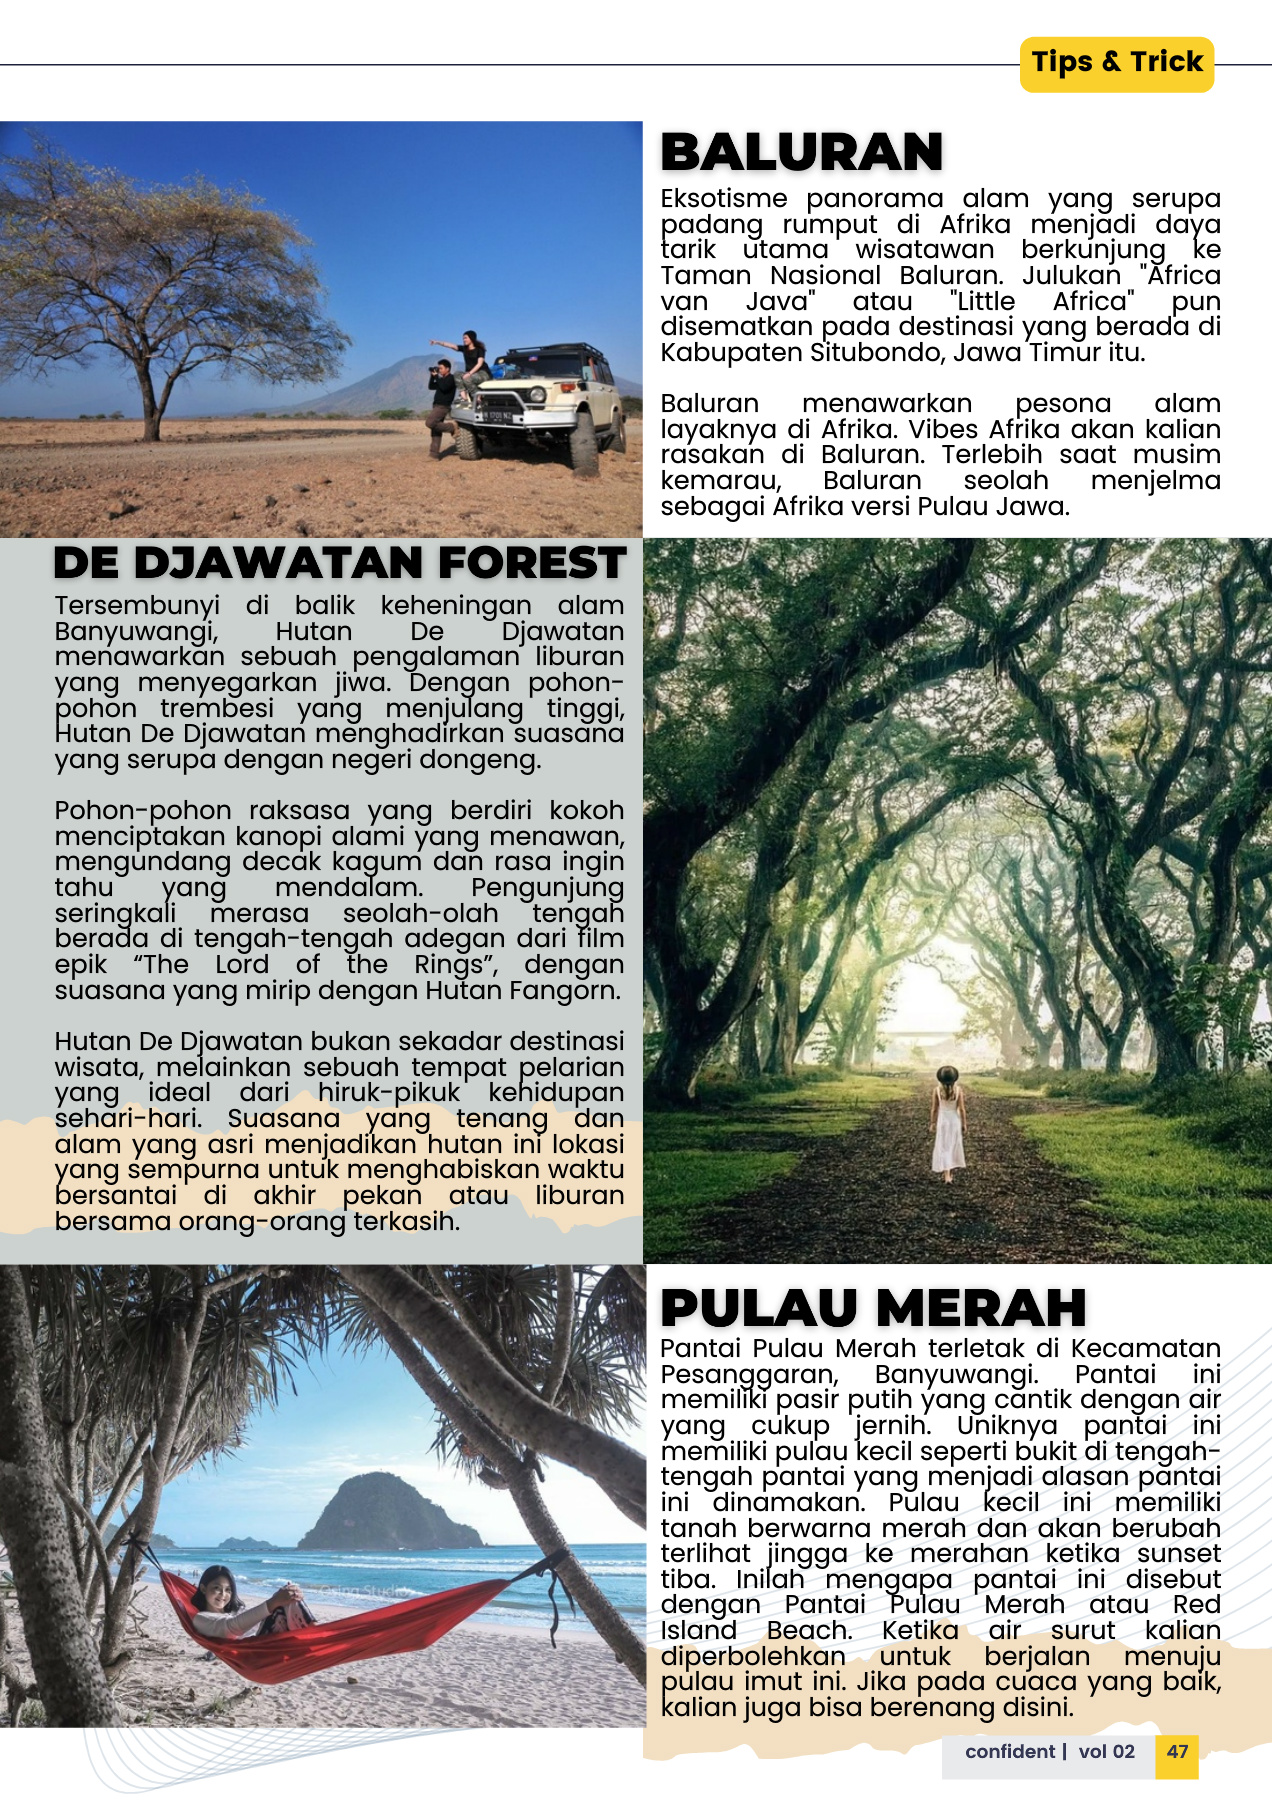 Tips & Trick
BALURAN
Eksotisme panorama alam yang serupa
padang rumput di Afrika menjadi daya
tarik utama wisatawan berkunjung ke
Taman Nasional Baluran. Julukan "Africa
van Java" atau "Little Africa" pun
disematkan pada destinasi yang berada di
Kabupaten Situbondo, Jawa Timur itu.
Baluran menawarkan pesona alam
layaknya di Afrika. Vibes Afrika akan kalian
rasakan di Baluran. Terlebih saat musim
kemarau, Baluran seolah menjelma
sebagai Afrika versi Pulau Jawa.
DE DJAWATAN FOREST
Tersembunyi di balik keheningan alam
Banyuwangi, Hutan De Djawatan
menawarkan sebuah pengalaman liburan
yang menyegarkan jiwa. Dengan pohon-
pohon trembesi yang menjulang tinggi,
Hutan De Djawatan menghadirkan suasana
yang serupa dengan negeri dongeng.
Pohon-pohon raksasa yang berdiri kokoh
menciptakan kanopi alami yang menawan,
mengundang decak kagum dan rasa ingin
tahu yang mendalam. Pengunjung
seringkali merasa seolah-olah tengah
berada di tengah-tengah adegan dari film
epik “The Lord of the Rings”, dengan
suasana yang mirip dengan Hutan Fangorn.
Hutan De Djawatan bukan sekadar destinasi
wisata, melainkan sebuah tempat pelarian
yang ideal dari hiruk-pikuk kehidupan
sehari-hari. Suasana yang tenang dan
alam yang asri menjadikan hutan ini lokasi
yang sempurna untuk menghabiskan waktu
bersantai di akhir pekan atau liburan
bersama orang-orang terkasih.
PULAU MERAH
Pantai Pulau Merah terletak di Kecamatan
Pesanggaran, Banyuwangi. Pantai ini
memiliki pasir putih yang cantik dengan air
yang cukup jernih. Uniknya pantai ini
memiliki pulau kecil seperti bukit di tengah-
tengah pantai yang menjadi alasan pantai
ini dinamakan. Pulau kecil ini memiliki
tanah berwarna merah dan akan berubah
terlihat jingga ke merahan ketika sunset
tiba. Inilah mengapa pantai ini disebut
dengan Pantai Pulau Merah atau Red
Island Beach. Ketika air surut kalian
diperbolehkan untuk berjalan menuju
pulau imut ini. Jika pada cuaca yang baik,
kalian juga bisa berenang disini.
confident | vol 02 47